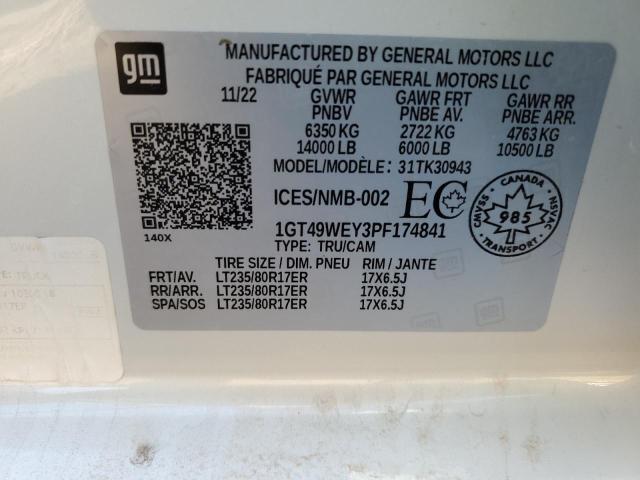 gm
MANUFACTURED BY GENERAL MOTORS LLC
FABRIQUÉ PAR GENERAL MOTORS LLC
11/22 GVWR GAWR FRT GAWR RR
PNBV PNBE AV. PNBE ARR.
6350 KG 2722 KG 4763 KG
14000 LB 6000 LB 10500 LB
MODEL/MODÈLE: 31TK30943
ICES/NMB-002 EC
CANADA
CMVSS 985 NSVAC
TRANSPORT
140X
1GT49WEY3PF174841
TYPE: TRU/CAM
TIRE SIZE / DIM. PNEU RIM / JANTE
FRT/AV. LT235/80R17ER 17X6.5J
RR/ARR. LT235/80R17ER 17X6.5J
SPA/SOS LT235/80R17ER 17X6.5J